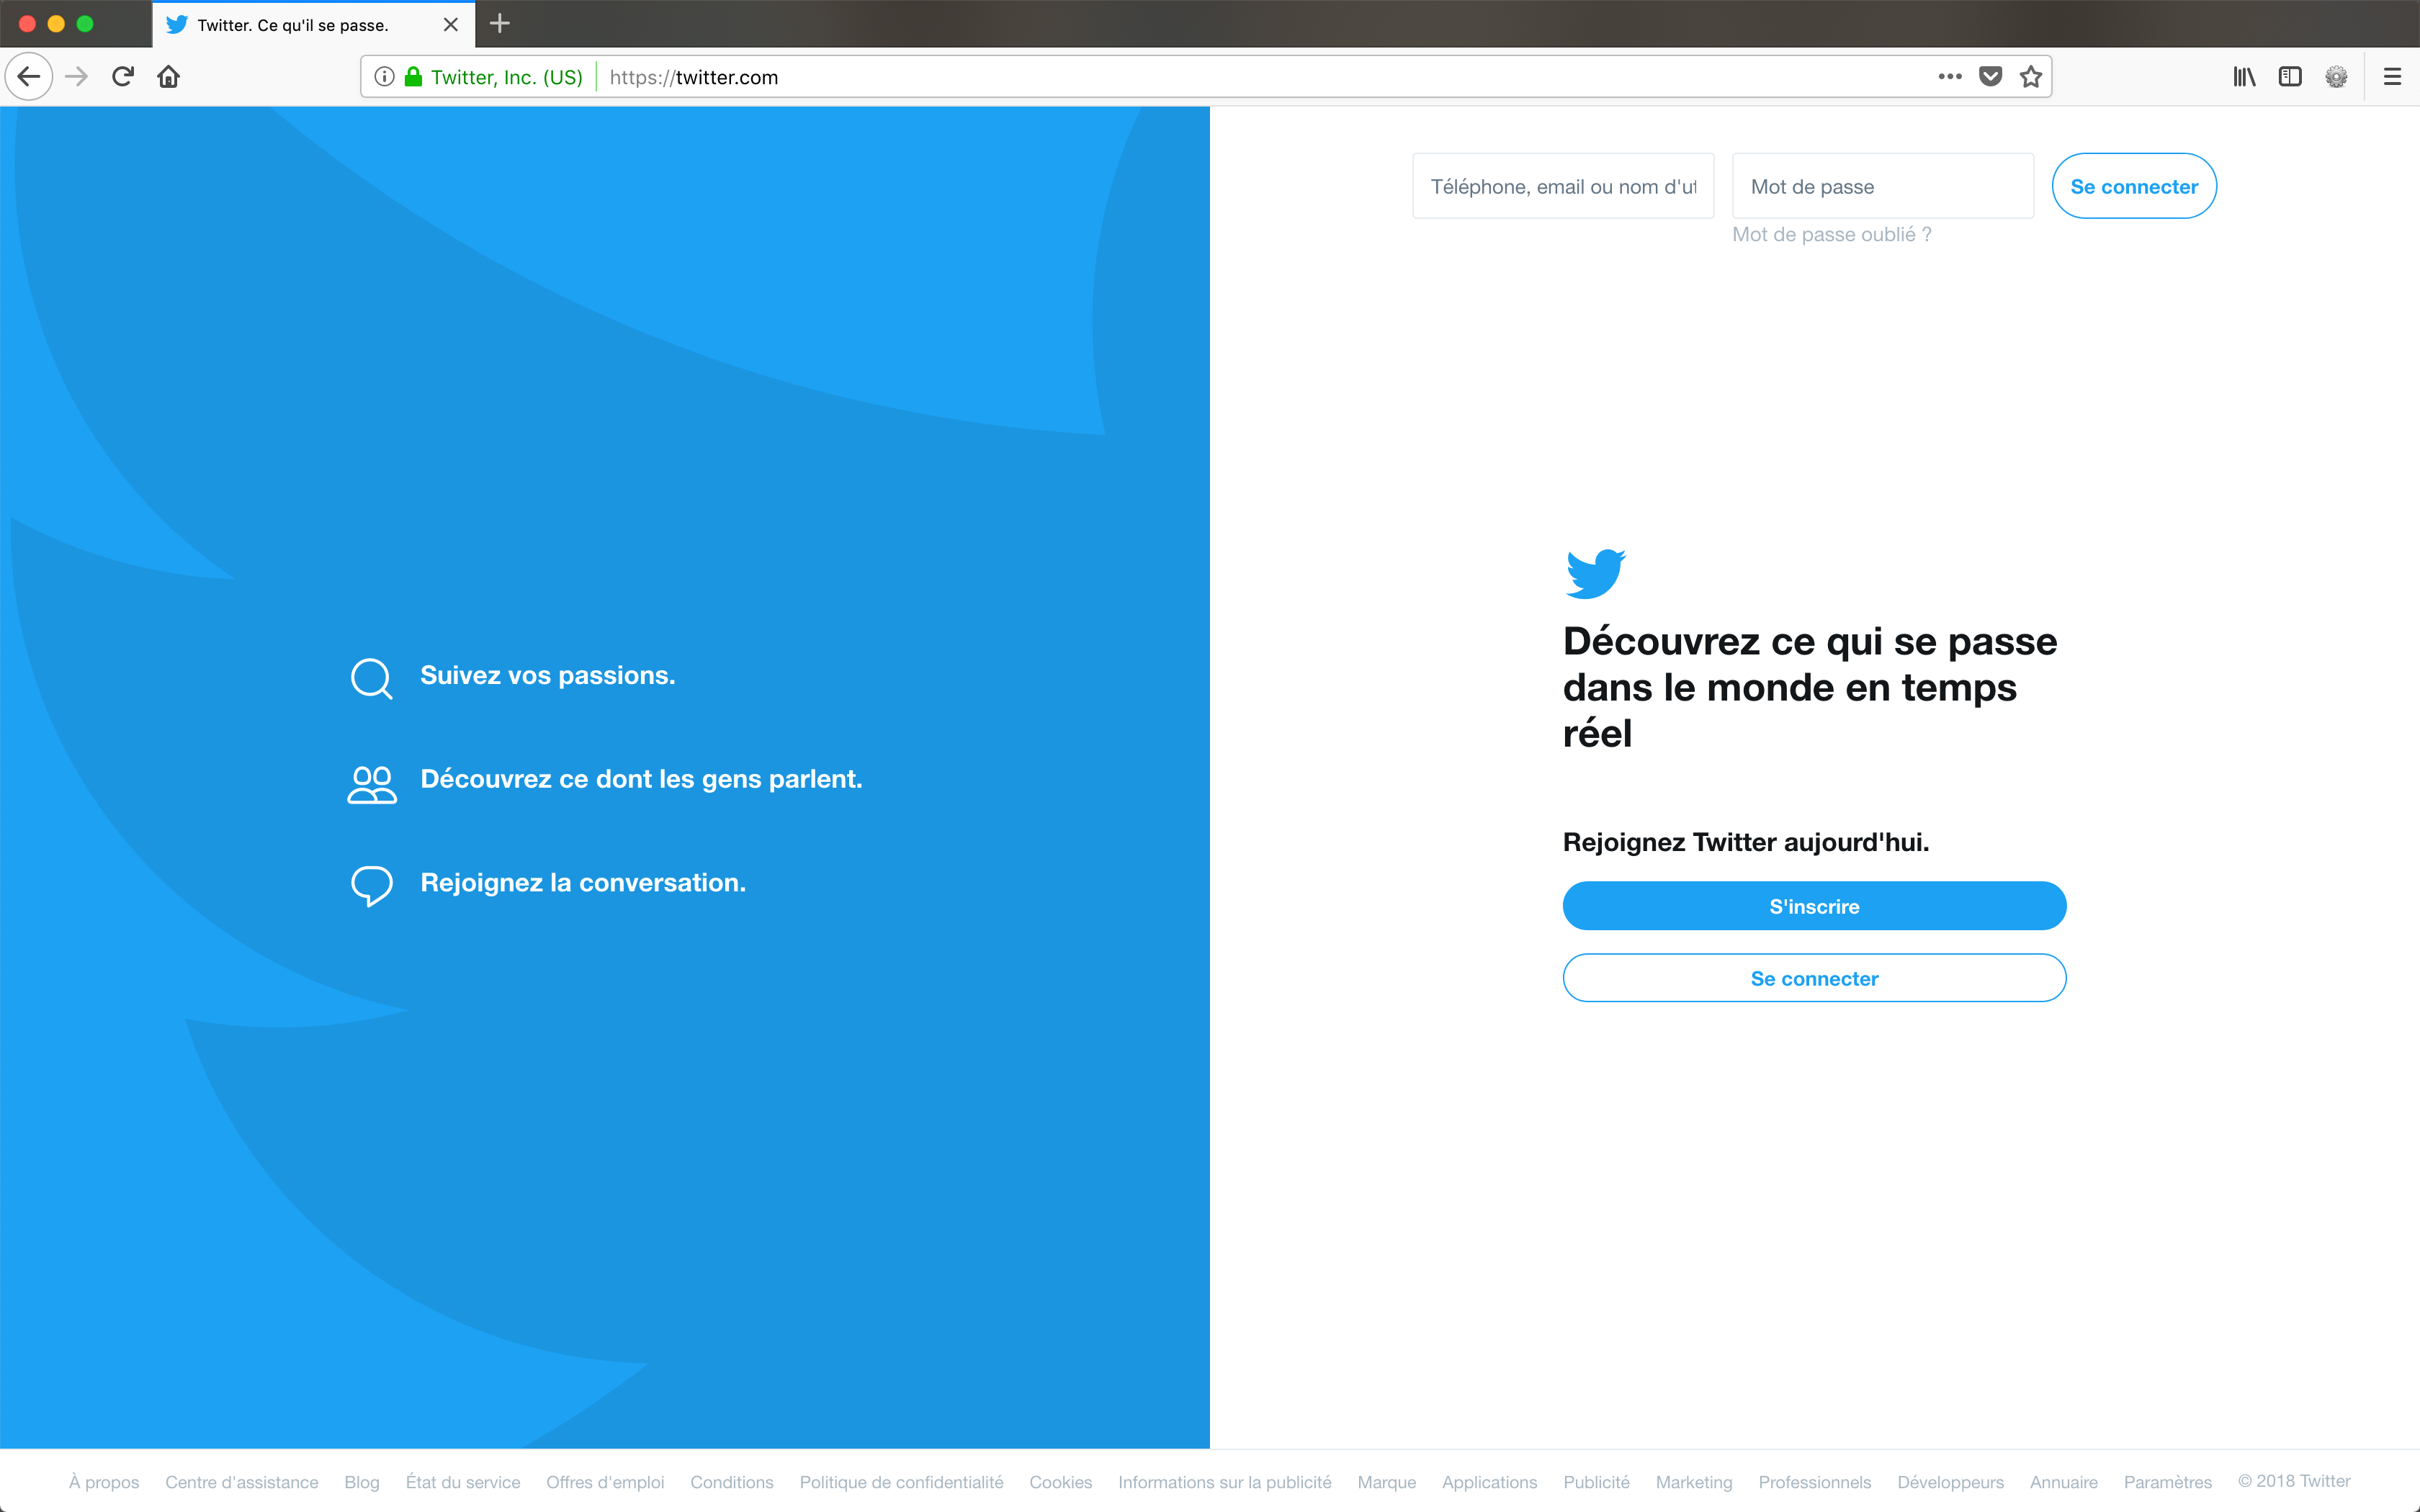 Twitter. Ce qu'il se passe.
Twitter, Inc. (US)
https://twitter.com
Téléphone, email ou nom d'ut
Mot de passe
Se connecter
Mot de passe oublié ?
Suivez vos passions.
Découvrez ce dont les gens parlent.
Rejoignez la conversation.
Découvrez ce qui se passe
dans le monde en temps
réel
Rejoignez Twitter aujourd'hui.
S'inscrire
Se connecter
À propos Centre d'assistance Blog État du service Offres d'emploi Conditions Politique de confidentialité Cookies Informations sur la publicité Marque Applications Publicité Marketing Professionnels Développeurs Annuaire Paramètres © 2018 Twitter